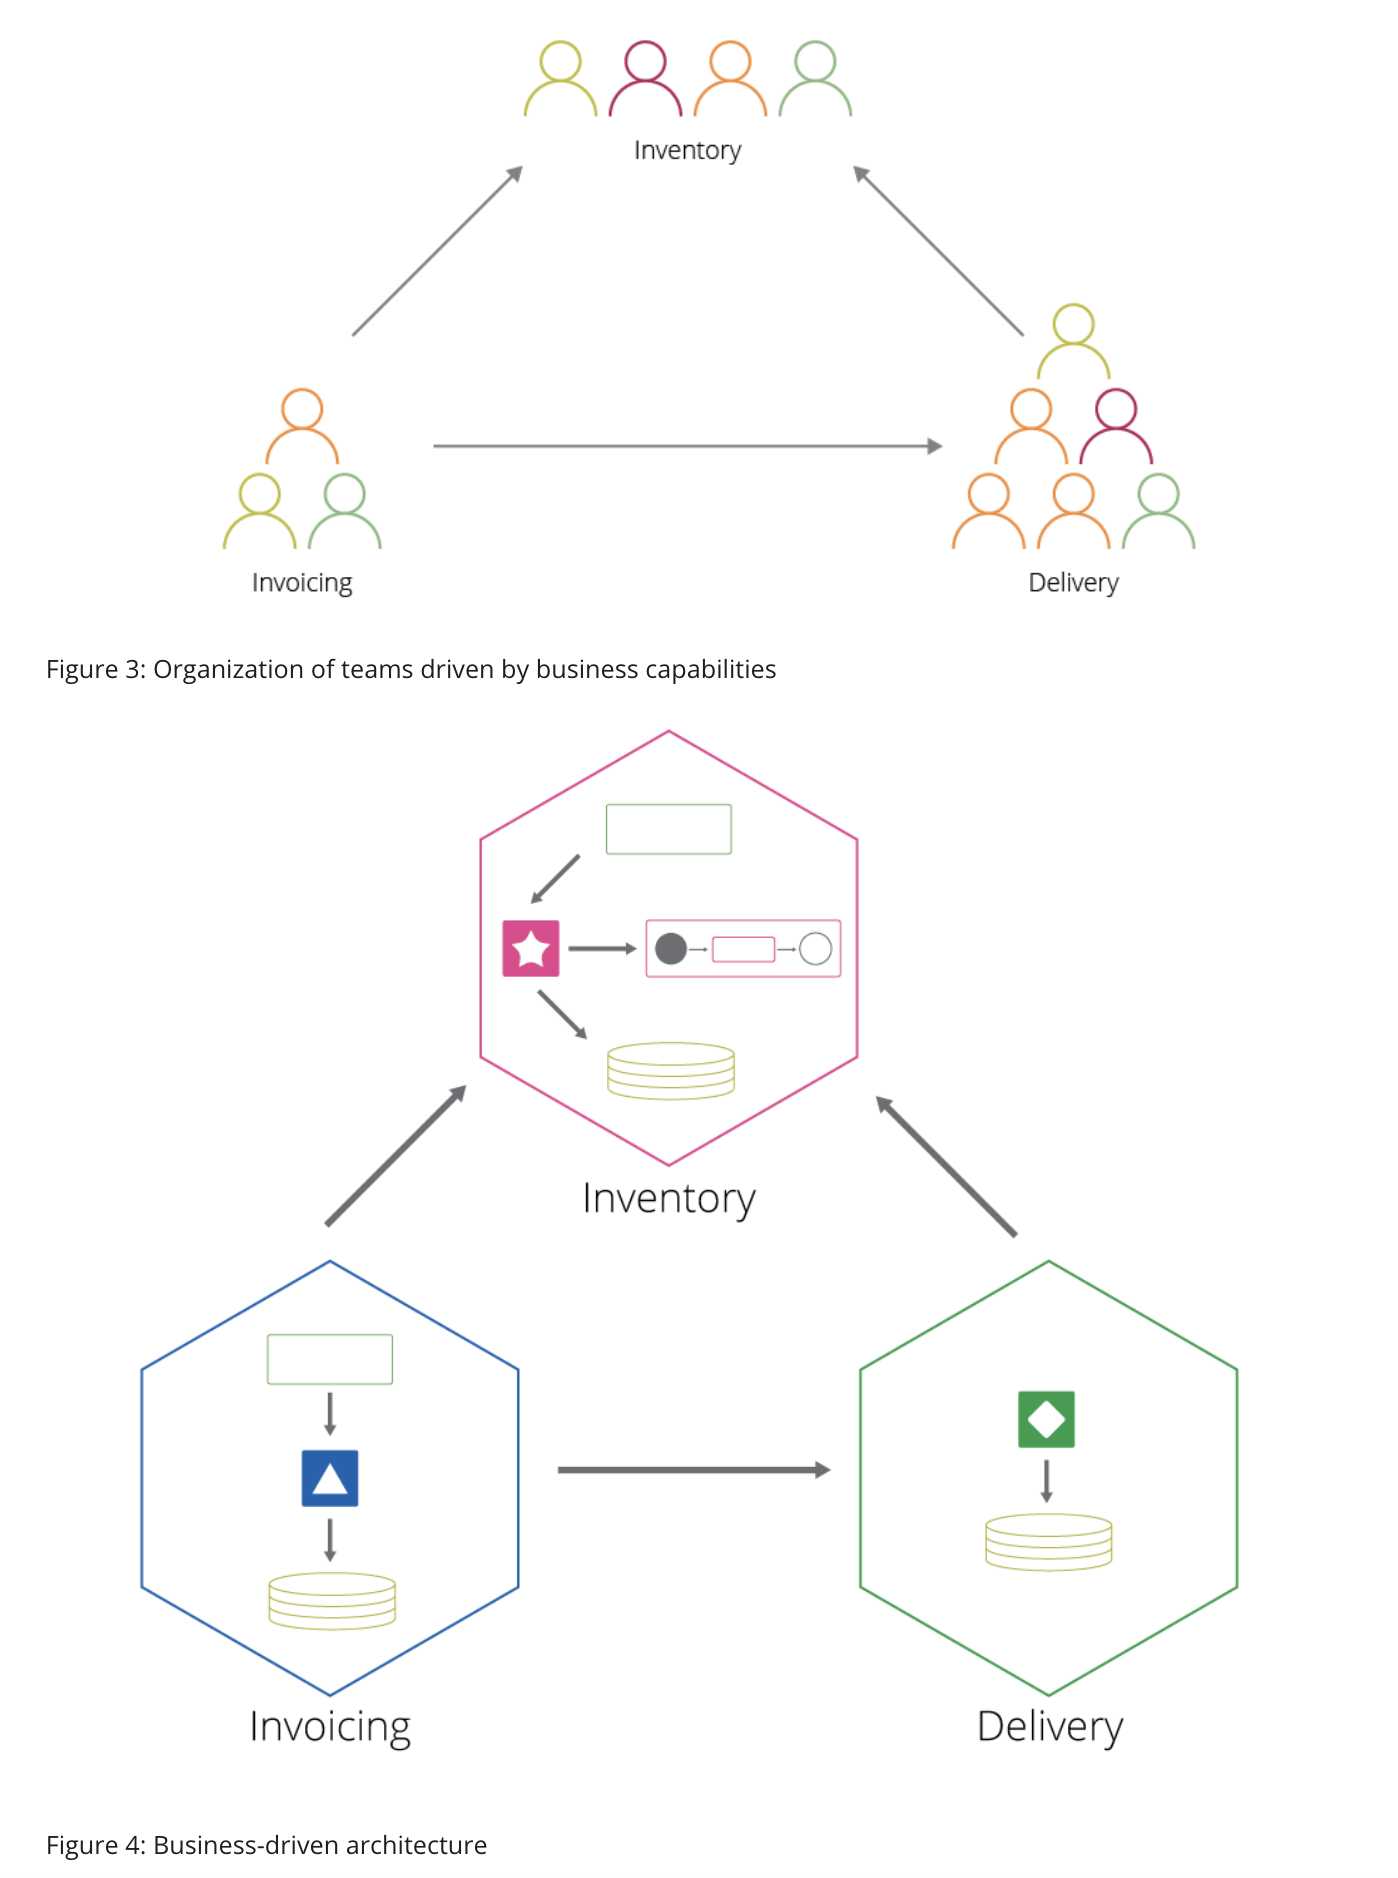 Inventory
Invoicing
Delivery
Figure 3: Organization of teams driven by business capabilities
Inventory
Invoicing
Delivery
Figure 4: Business-driven architecture